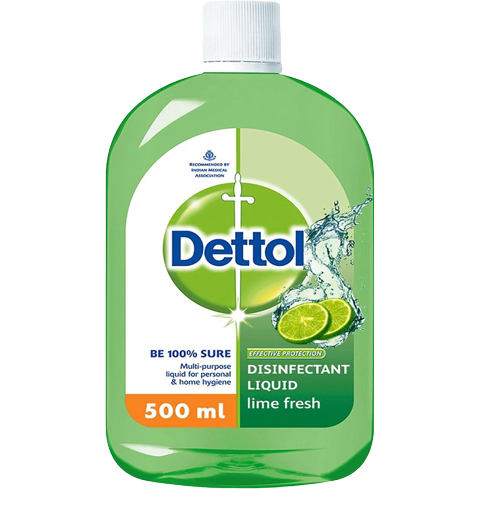 RECOMMENDED BY
INDIAN MEDICAL
ASSOCIATION
Dettol
BE 100% SURE
Multi-purpose
liquid for personal
& home hygiene
500 ml
EFFECTIVE PROTECTION
DISINFECTANT
LIQUID
lime fresh